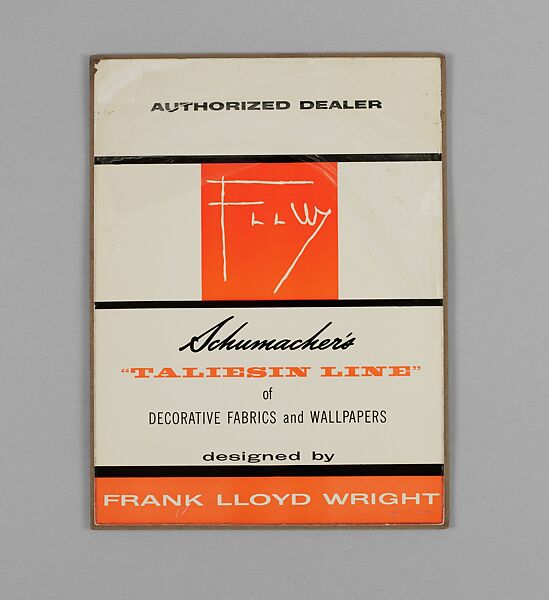 AUTHORIZED DEALER
FLLW
Schumacher's
"TALIESIN LINE"
of
DECORATIVE FABRICS and WALLPAPERS
designed by
FRANK LLOYD WRIGHT